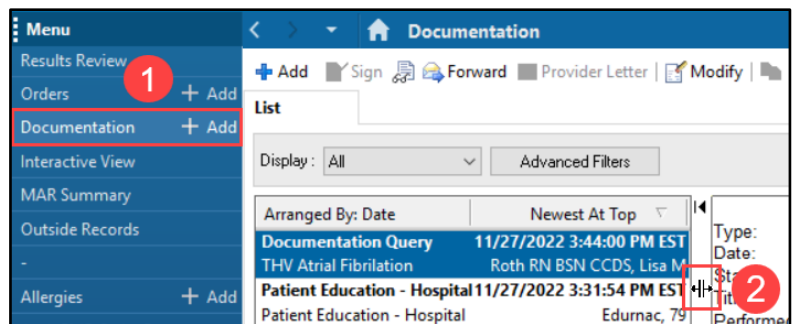 Menu
Documentation
Results Review
1
Orders + Add
Documentation + Add
Interactive View
MAR Summary
Outside Records
-
Allergies + Add
+ Add Sign Forward Provider Letter | Modify |
List
Display : All Advanced Filters
Arranged By: Date Newest At Top
Documentation Query 11/27/2022 3:44:00 PM EST
THV Atrial Fibrilation Roth RN BSN CCDS, Lisa M
Patient Education - Hospital 11/27/2022 3:31:54 PM EST
Patient Education - Hospital Edurnac, 79
Type:
Date:
2
Performed